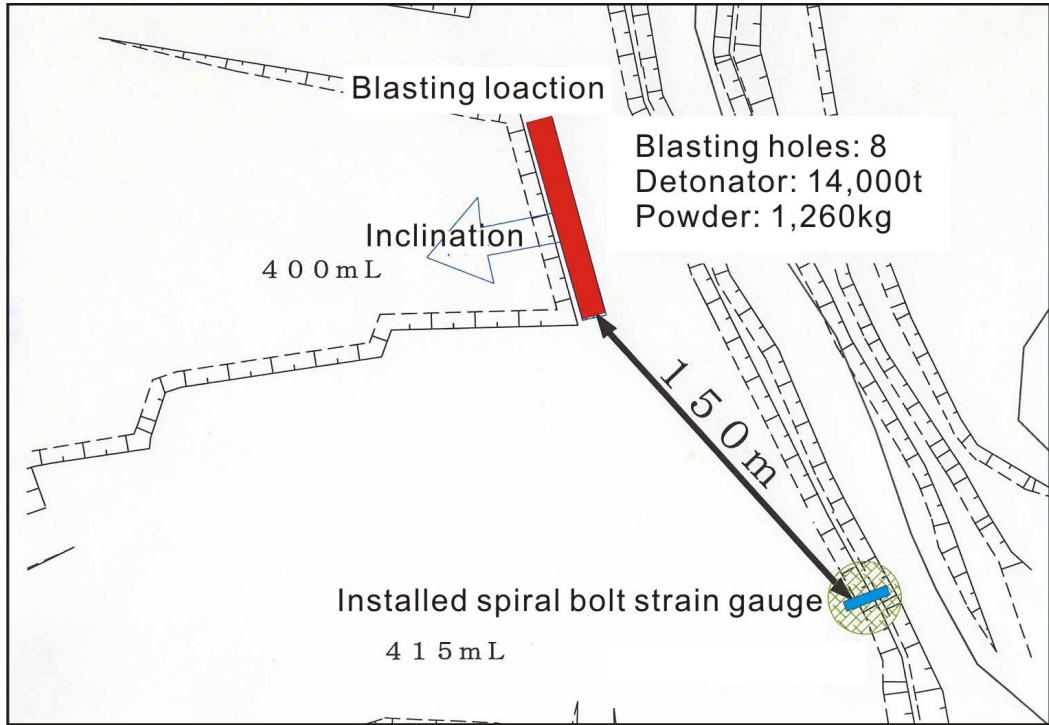 Blasting loaction
Blasting holes: 8
Detonator: 14,000t
Powder: 1,260kg
Inclination
４００ｍＬ
１５０ｍ
Installed spiral bolt strain gauge
４１５ｍＬ